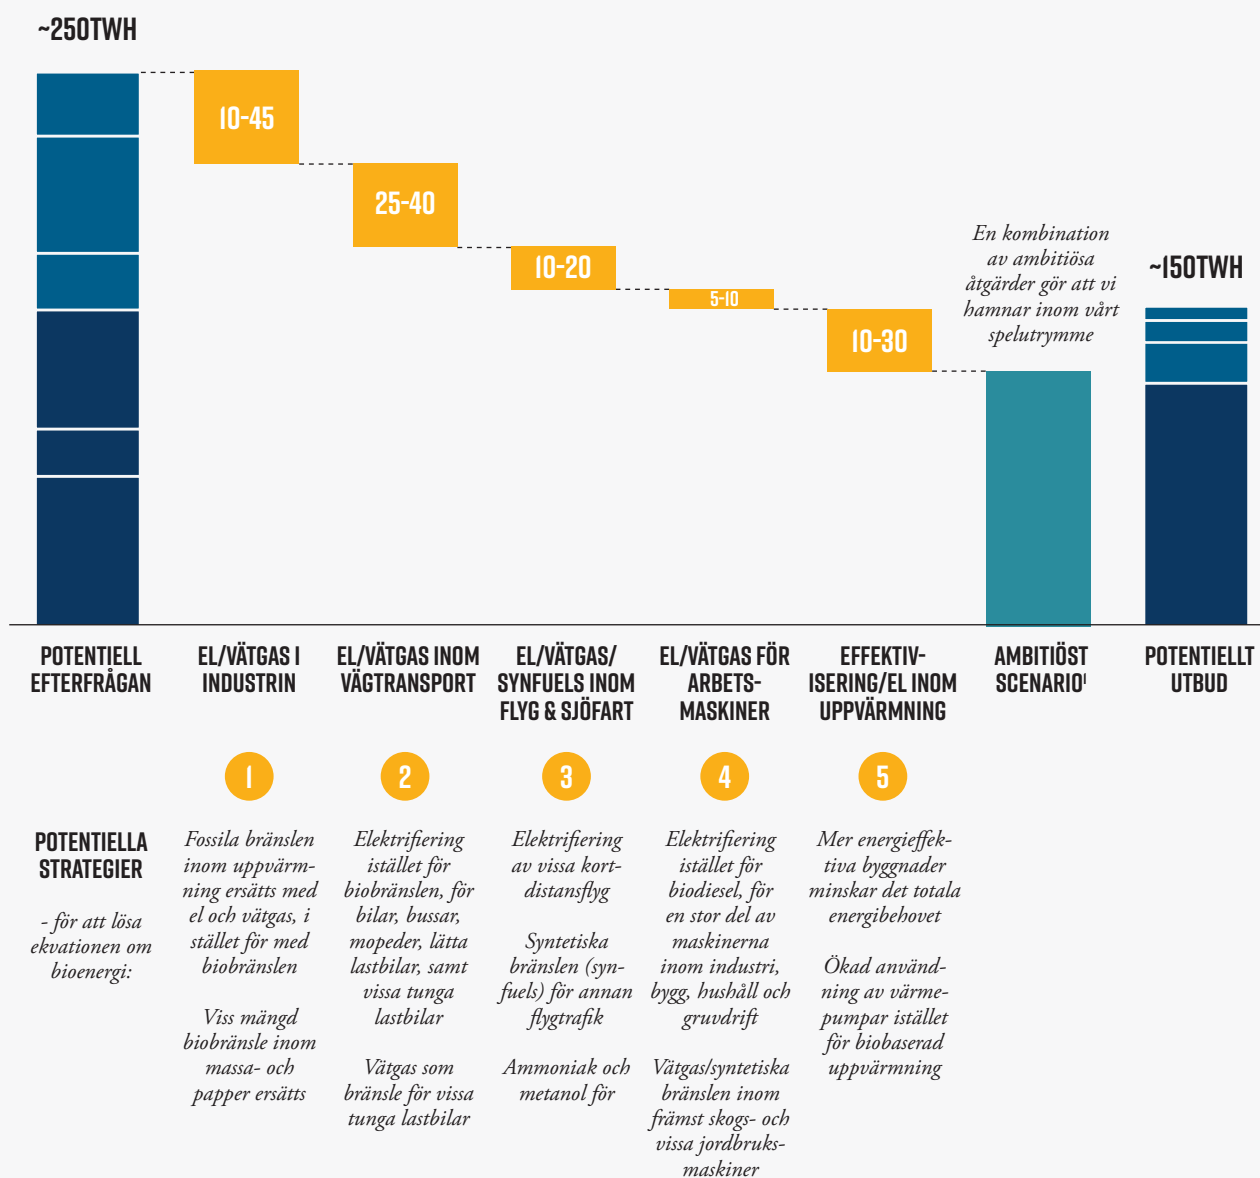 ~250TWH
10-45
25-40
10-20
5-10
10-30
En kombination
av ambitiösa
åtgärder gör att vi
hamnar inom vårt
spelutrymme
~150TWH
POTENTIELL
EFTERFRÅGAN
EL/VÄTGAS I
INDUSTRIN
EL/VÄTGAS INOM
VÄGTRANSPORT
EL/VÄTGAS/
SYNFUELS INOM
FLYG & SJÖFART
EL/VÄTGAS FÖR
ARBETS-
MASKINER
EFFEKTIV-
ISERING/EL INOM
UPPVÄRMNING
AMBITIÖST
SCENARIO¹
POTENTIELLT
UTBUD
POTENTIELLA
STRATEGIER
- för att lösa
ekvationen om
bioenergi:
1
Fossila bränslen
inom uppvärm-
ning ersätts med
el och vätgas, i
stället för med
biobränslen
Viss mängd
biobränsle inom
massa- och
papper ersätts
2
Elektrifiering
istället för
biobränslen, för
bilar, bussar,
mopeder, lätta
lastbilar, samt
vissa tunga
lastbilar
Vätgas som
bränsle för vissa
tunga lastbilar
3
Elektrifiering
av vissa kort-
distansflyg
Syntetiska
bränslen (syn-
fuels) för annan
flygtrafik
Ammoniak och
metanol för
4
Elektrifiering
istället för
biodiesel, för
en stor del av
maskinerna
inom industri,
bygg, hushåll och
gruvdrift
Vätgas/syntetiska
bränslen inom
främst skogs- och
vissa jordbruks-
maskiner
5
Mer energieffek-
tiva byggnader
minskar det totala
energibehovet
Ökad använd-
ning av värme-
pumpar istället
för biobaserad
uppvärmning